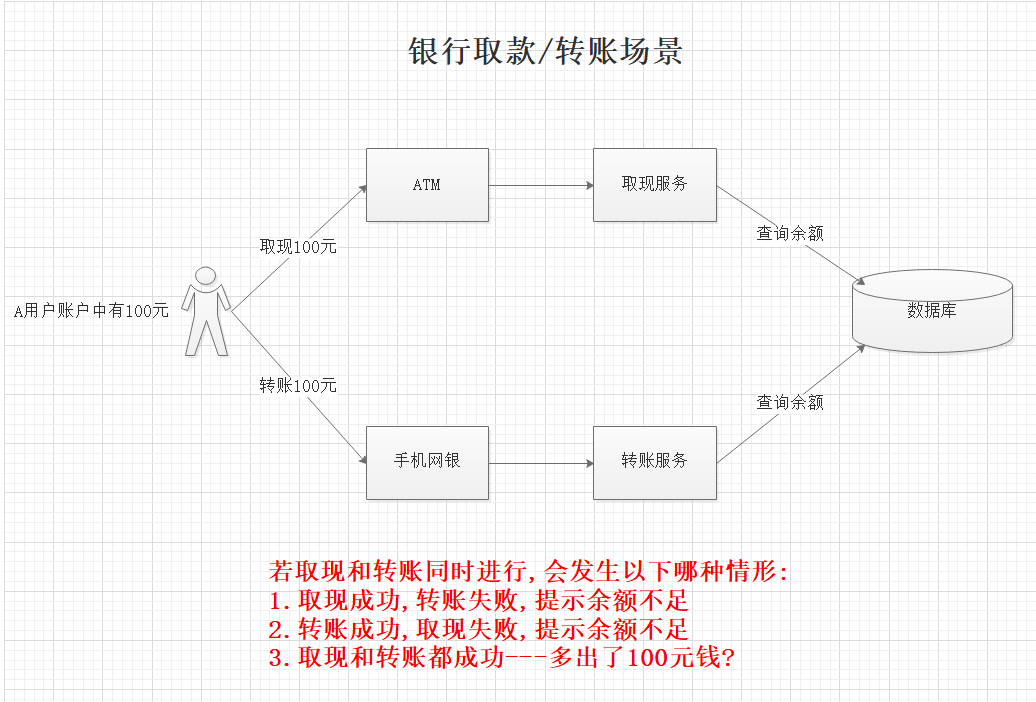 银行取款/转账场景
ATM
取现服务
取现100元
查询余额
A用户账户中有100元
数据库
转账100元
查询余额
手机网银
转账服务
若取现和转账同时进行,会发生以下哪种情形:
1.取现成功,转账失败,提示余额不足
2.转账成功,取现失败,提示余额不足
3.取现和转账都成功---多出了100元钱?